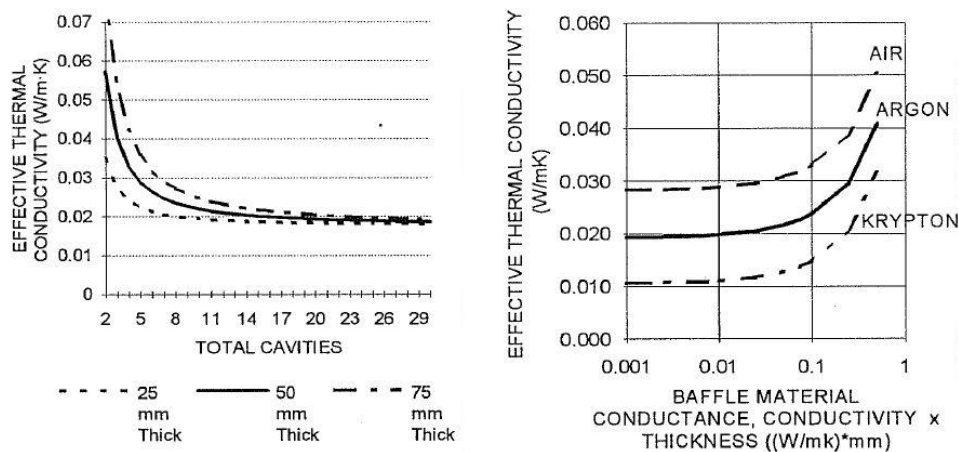 EFFECTIVE THERMAL
CONDUCTIVITY (W/m·K)
0.07
0.06
0.05
0.04
0.03
0.02
0.01
0
2 5 8 11 14 17 20 23 26 29
TOTAL CAVITIES
25
mm
Thick
50
mm
Thick
75
mm
Thick
EFFECTIVE THERMAL CONDUCTIVITY
(W/mK)
0.060
0.050
0.040
0.030
0.020
0.010
0.000
AIR
ARGON
KRYPTON
0.001 0.01 0.1 1
BAFFLE MATERIAL
CONDUCTANCE, CONDUCTIVITY x
THICKNESS ((W/mk)*mm)